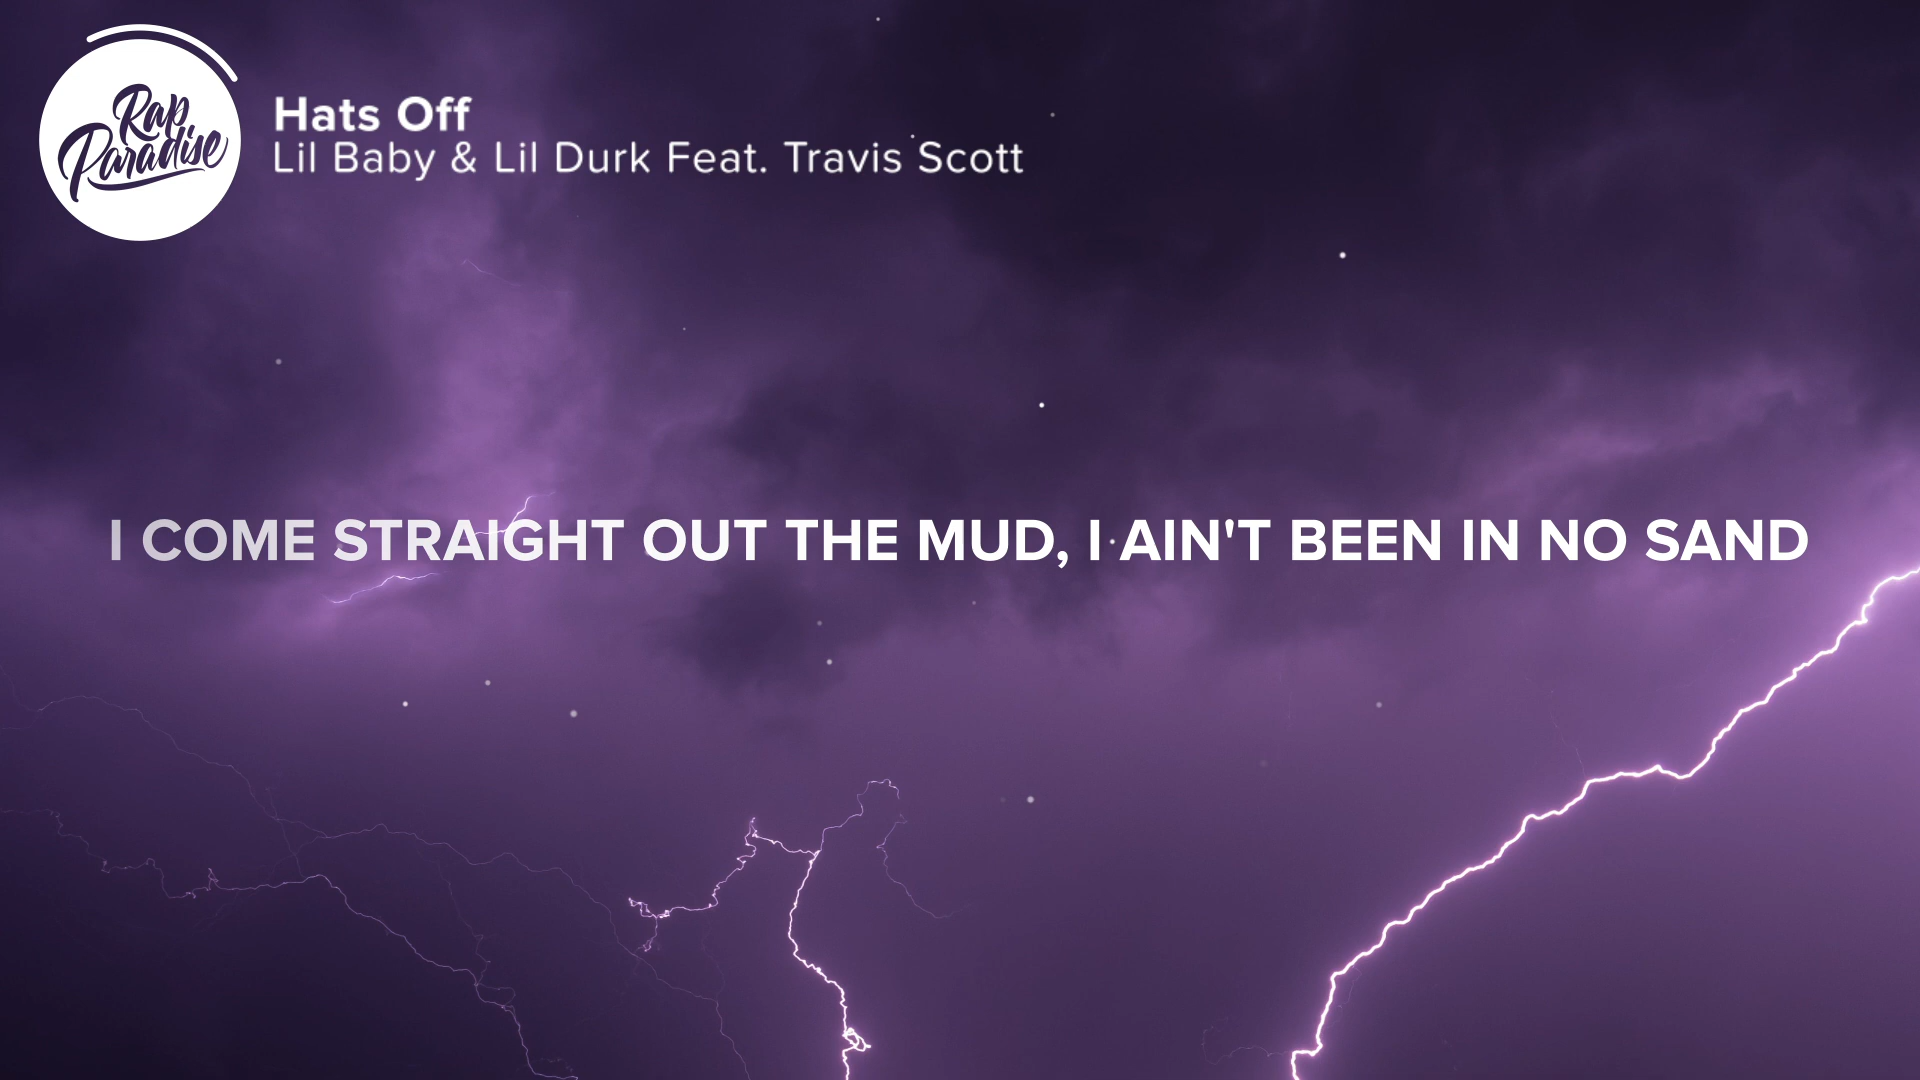 Rap
Paradise
Hats Off
Lil Baby & Lil Durk Feat. Travis Scott
I COME STRAIGHT OUT THE MUD, I AIN'T BEEN IN NO SAND